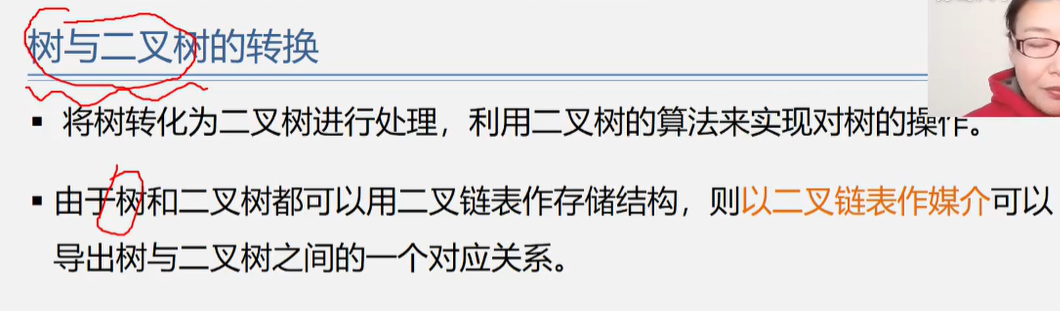 树与二叉树的转换
▪ 将树转化为二叉树进行处理，利用二叉树的算法来实现对树的操作。
▪ 由于树和二叉树都可以用二叉链表作存储结构，则以二叉链表作媒介可以
导出树与二叉树之间的一个对应关系。